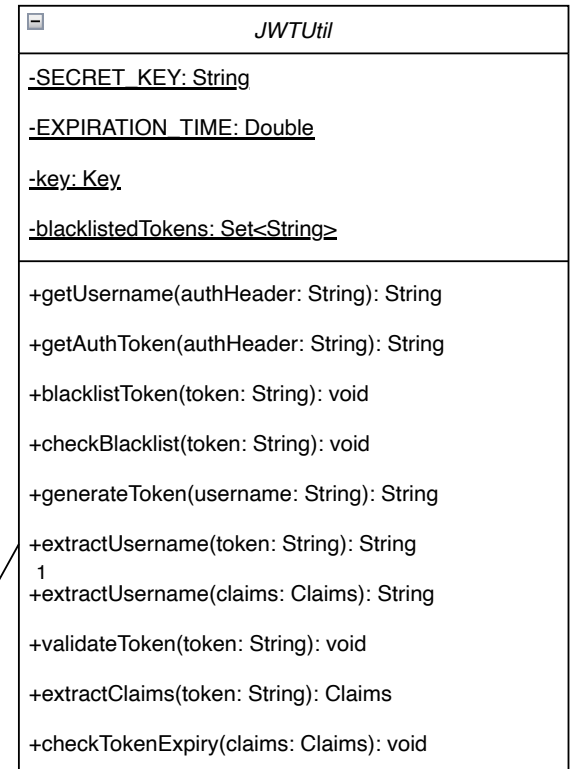 JWTUtil
-SECRET_KEY: String
-EXPIRATION_TIME: Double
-key: Key
-blacklistedTokens: Set<String>
+getUsername(authHeader: String): String
+getAuthToken(authHeader: String): String
+blacklistToken(token: String): void
+checkBlacklist(token: String): void
+generateToken(username: String): String
+extractUsername(token: String): String
1
+extractUsername(claims: Claims): String
+validateToken(token: String): void
+extractClaims(token: String): Claims
+checkTokenExpiry(claims: Claims): void